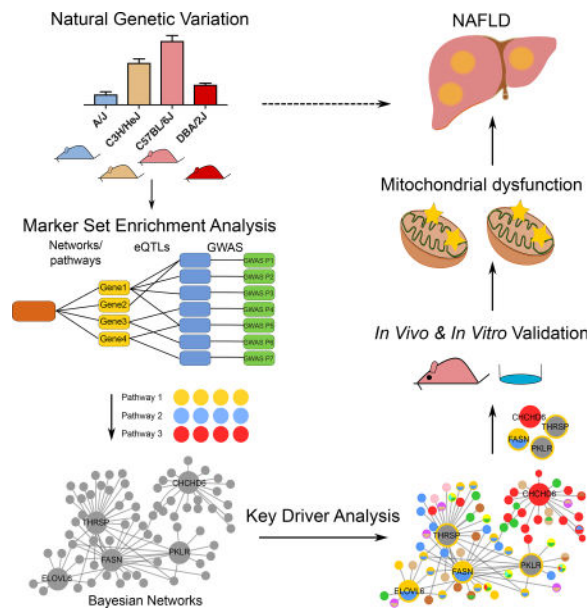 Natural Genetic Variation
A/J
C3H/HeJ
C57BL/6J
DBA/2J
NAFLD
Marker Set Enrichment Analysis
Networks/
pathways
eQTLs
GWAS
Gene1
Gene2
Gene3
Gene4
GWAS P1
GWAS P2
GWAS P3
GWAS P4
GWAS P5
GWAS P6
GWAS P7
Mitochondrial dysfunction
In Vivo & In Vitro Validation
Pathway 1
Pathway 2
Pathway 3
CHCHD6
THRSP
FASN
PKLR
CHCHD6
THRSP
FASN
PKLR
ELOVL6
Bayesian Networks
Key Driver Analysis
CHCHD6
THRSP
FASN
PKLR
ELOVL6